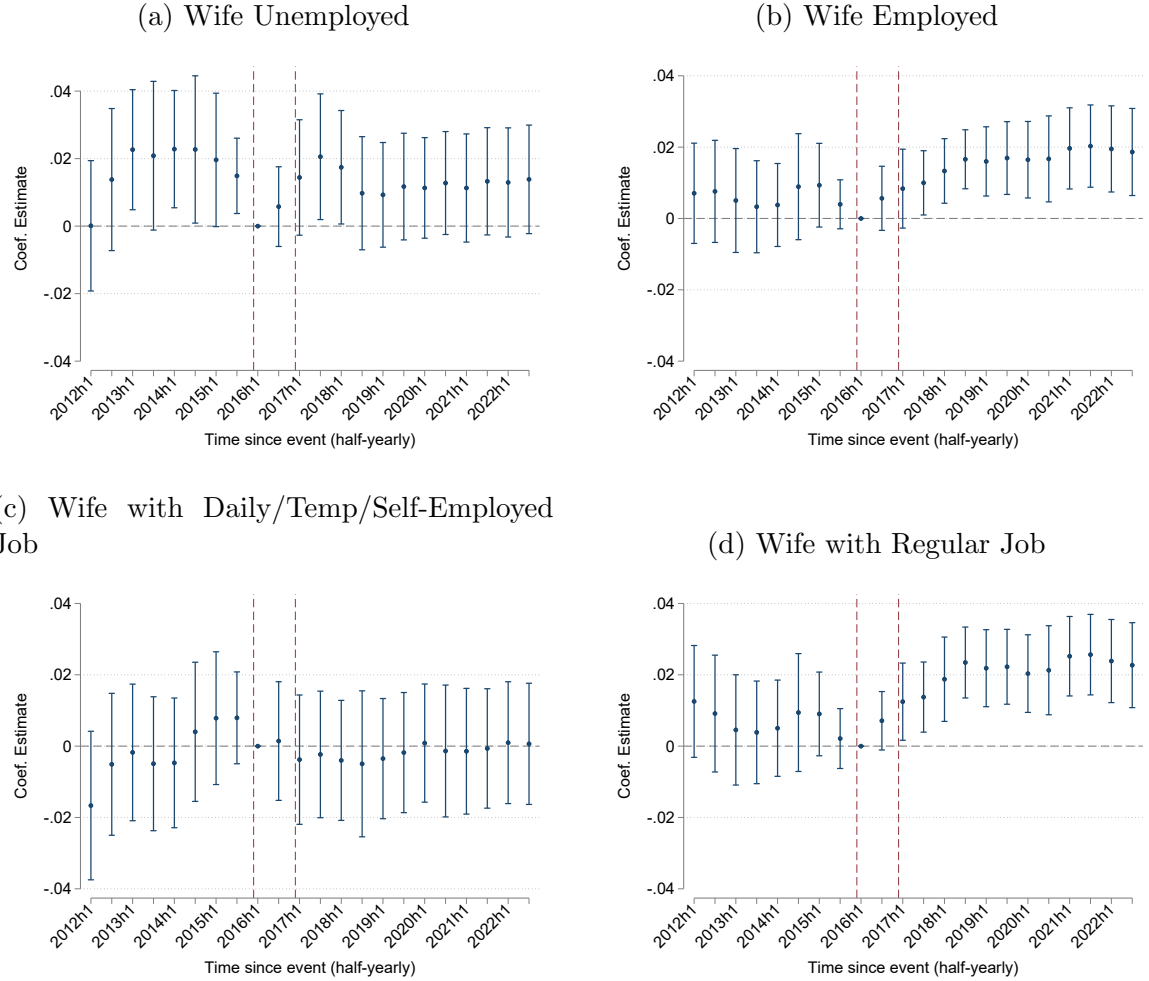 (a) Wife Unemployed
.04
.02
0
-.02
-.04
Coef. Estimate
2012h1
2013h1
2014h1
2015h1
2016h1
2017h1
2018h1
2019h1
2020h1
2021h1
2022h1
Time since event (half-yearly)
(b) Wife Employed
.04
.02
0
-.02
-.04
Coef. Estimate
2012h1
2013h1
2014h1
2015h1
2016h1
2017h1
2018h1
2019h1
2020h1
2021h1
2022h1
Time since event (half-yearly)
(c) Wife with Daily/Temp/Self-Employed
Job
.04
.02
0
-.02
-.04
Coef. Estimate
2012h1
2013h1
2014h1
2015h1
2016h1
2017h1
2018h1
2019h1
2020h1
2021h1
2022h1
Time since event (half-yearly)
(d) Wife with Regular Job
.04
.02
0
-.02
-.04
Coef. Estimate
2012h1
2013h1
2014h1
2015h1
2016h1
2017h1
2018h1
2019h1
2020h1
2021h1
2022h1
Time since event (half-yearly)